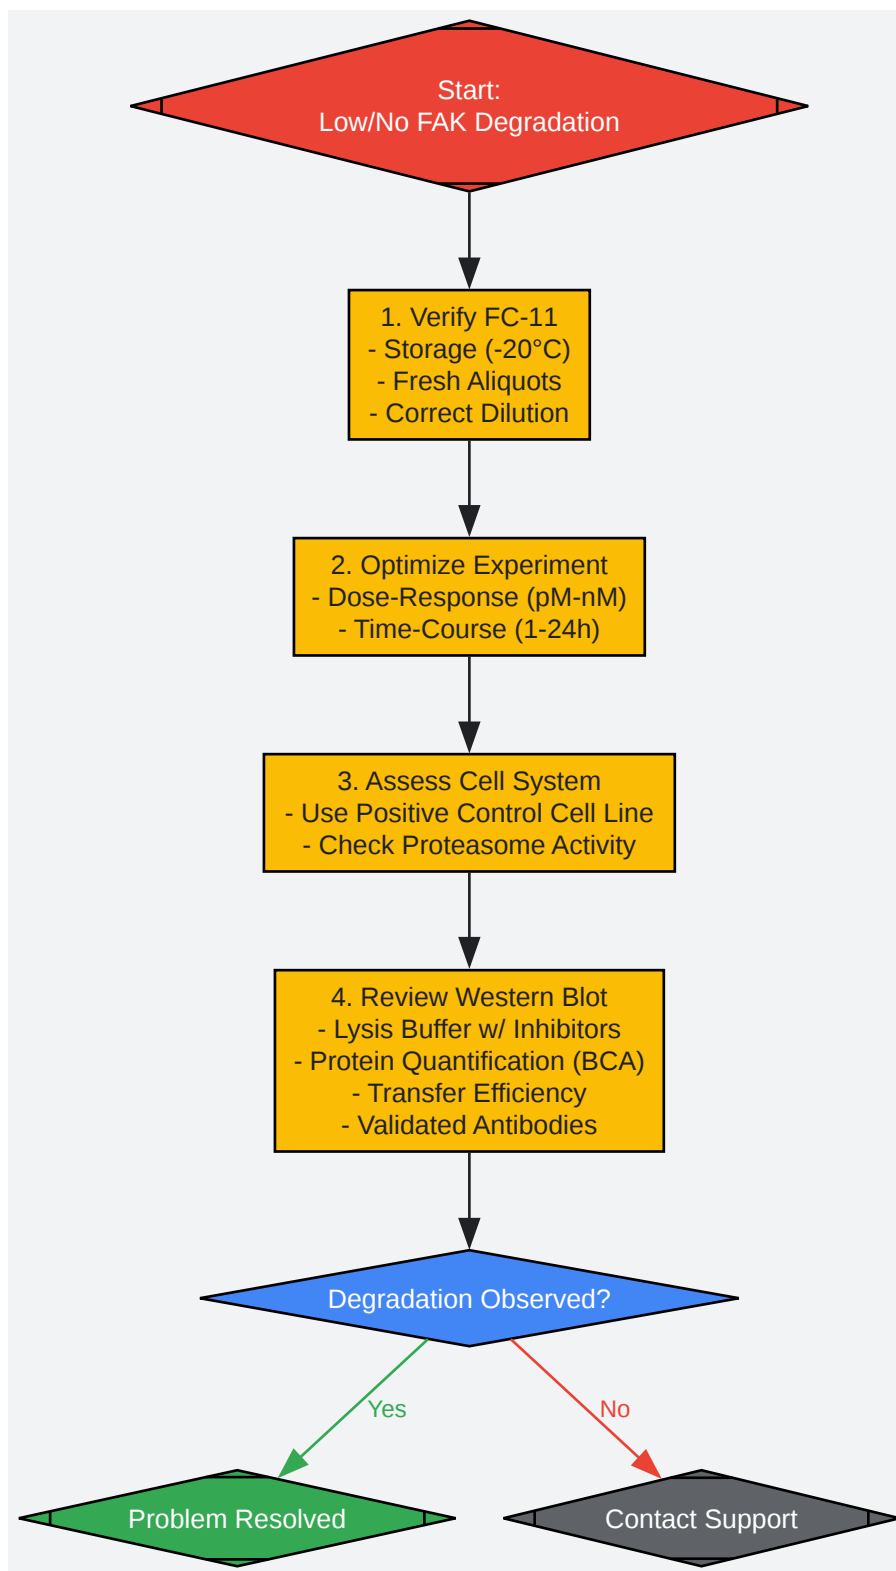 Start:
Low/No FAK Degradation
1. Verify FC-11
- Storage (-20°C)
- Fresh Aliquots
- Correct Dilution
2. Optimize Experiment
- Dose-Response (pM-nM)
- Time-Course (1-24h)
3. Assess Cell System
- Use Positive Control Cell Line
- Check Proteasome Activity
4. Review Western Blot
- Lysis Buffer w/ Inhibitors
- Protein Quantification (BCA)
- Transfer Efficiency
- Validated Antibodies
Degradation Observed?
Yes
No
Problem Resolved
Contact Support